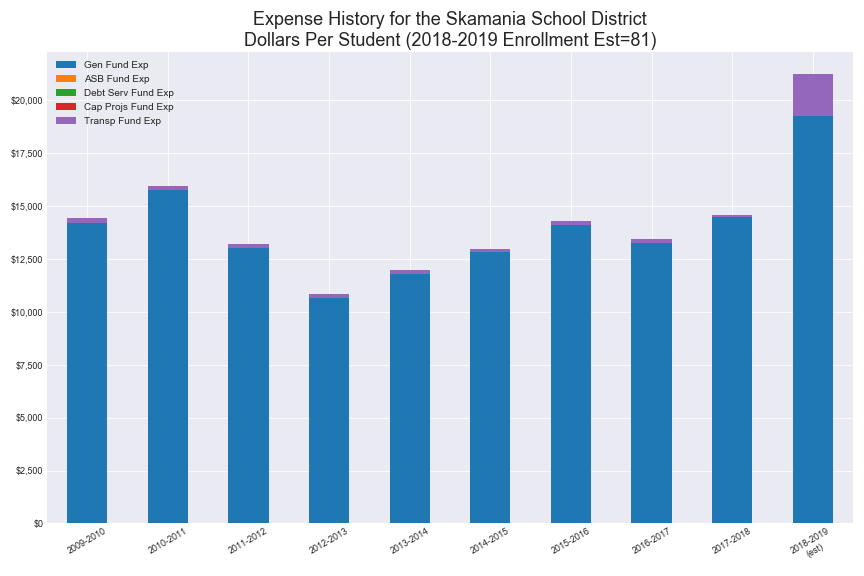 Expense History for the Skamania School District
Dollars Per Student (2018-2019 Enrollment Est=81)
Gen Fund Exp
ASB Fund Exp
Debt Serv Fund Exp
Cap Projs Fund Exp
Transp Fund Exp
$20,000
$17,500
$15,000
$12,500
$10,000
$7,500
$5,000
$2,500
$0
2009-2010
2010-2011
2011-2012
2012-2013
2013-2014
2014-2015
2015-2016
2016-2017
2017-2018
2018-2019
(est)